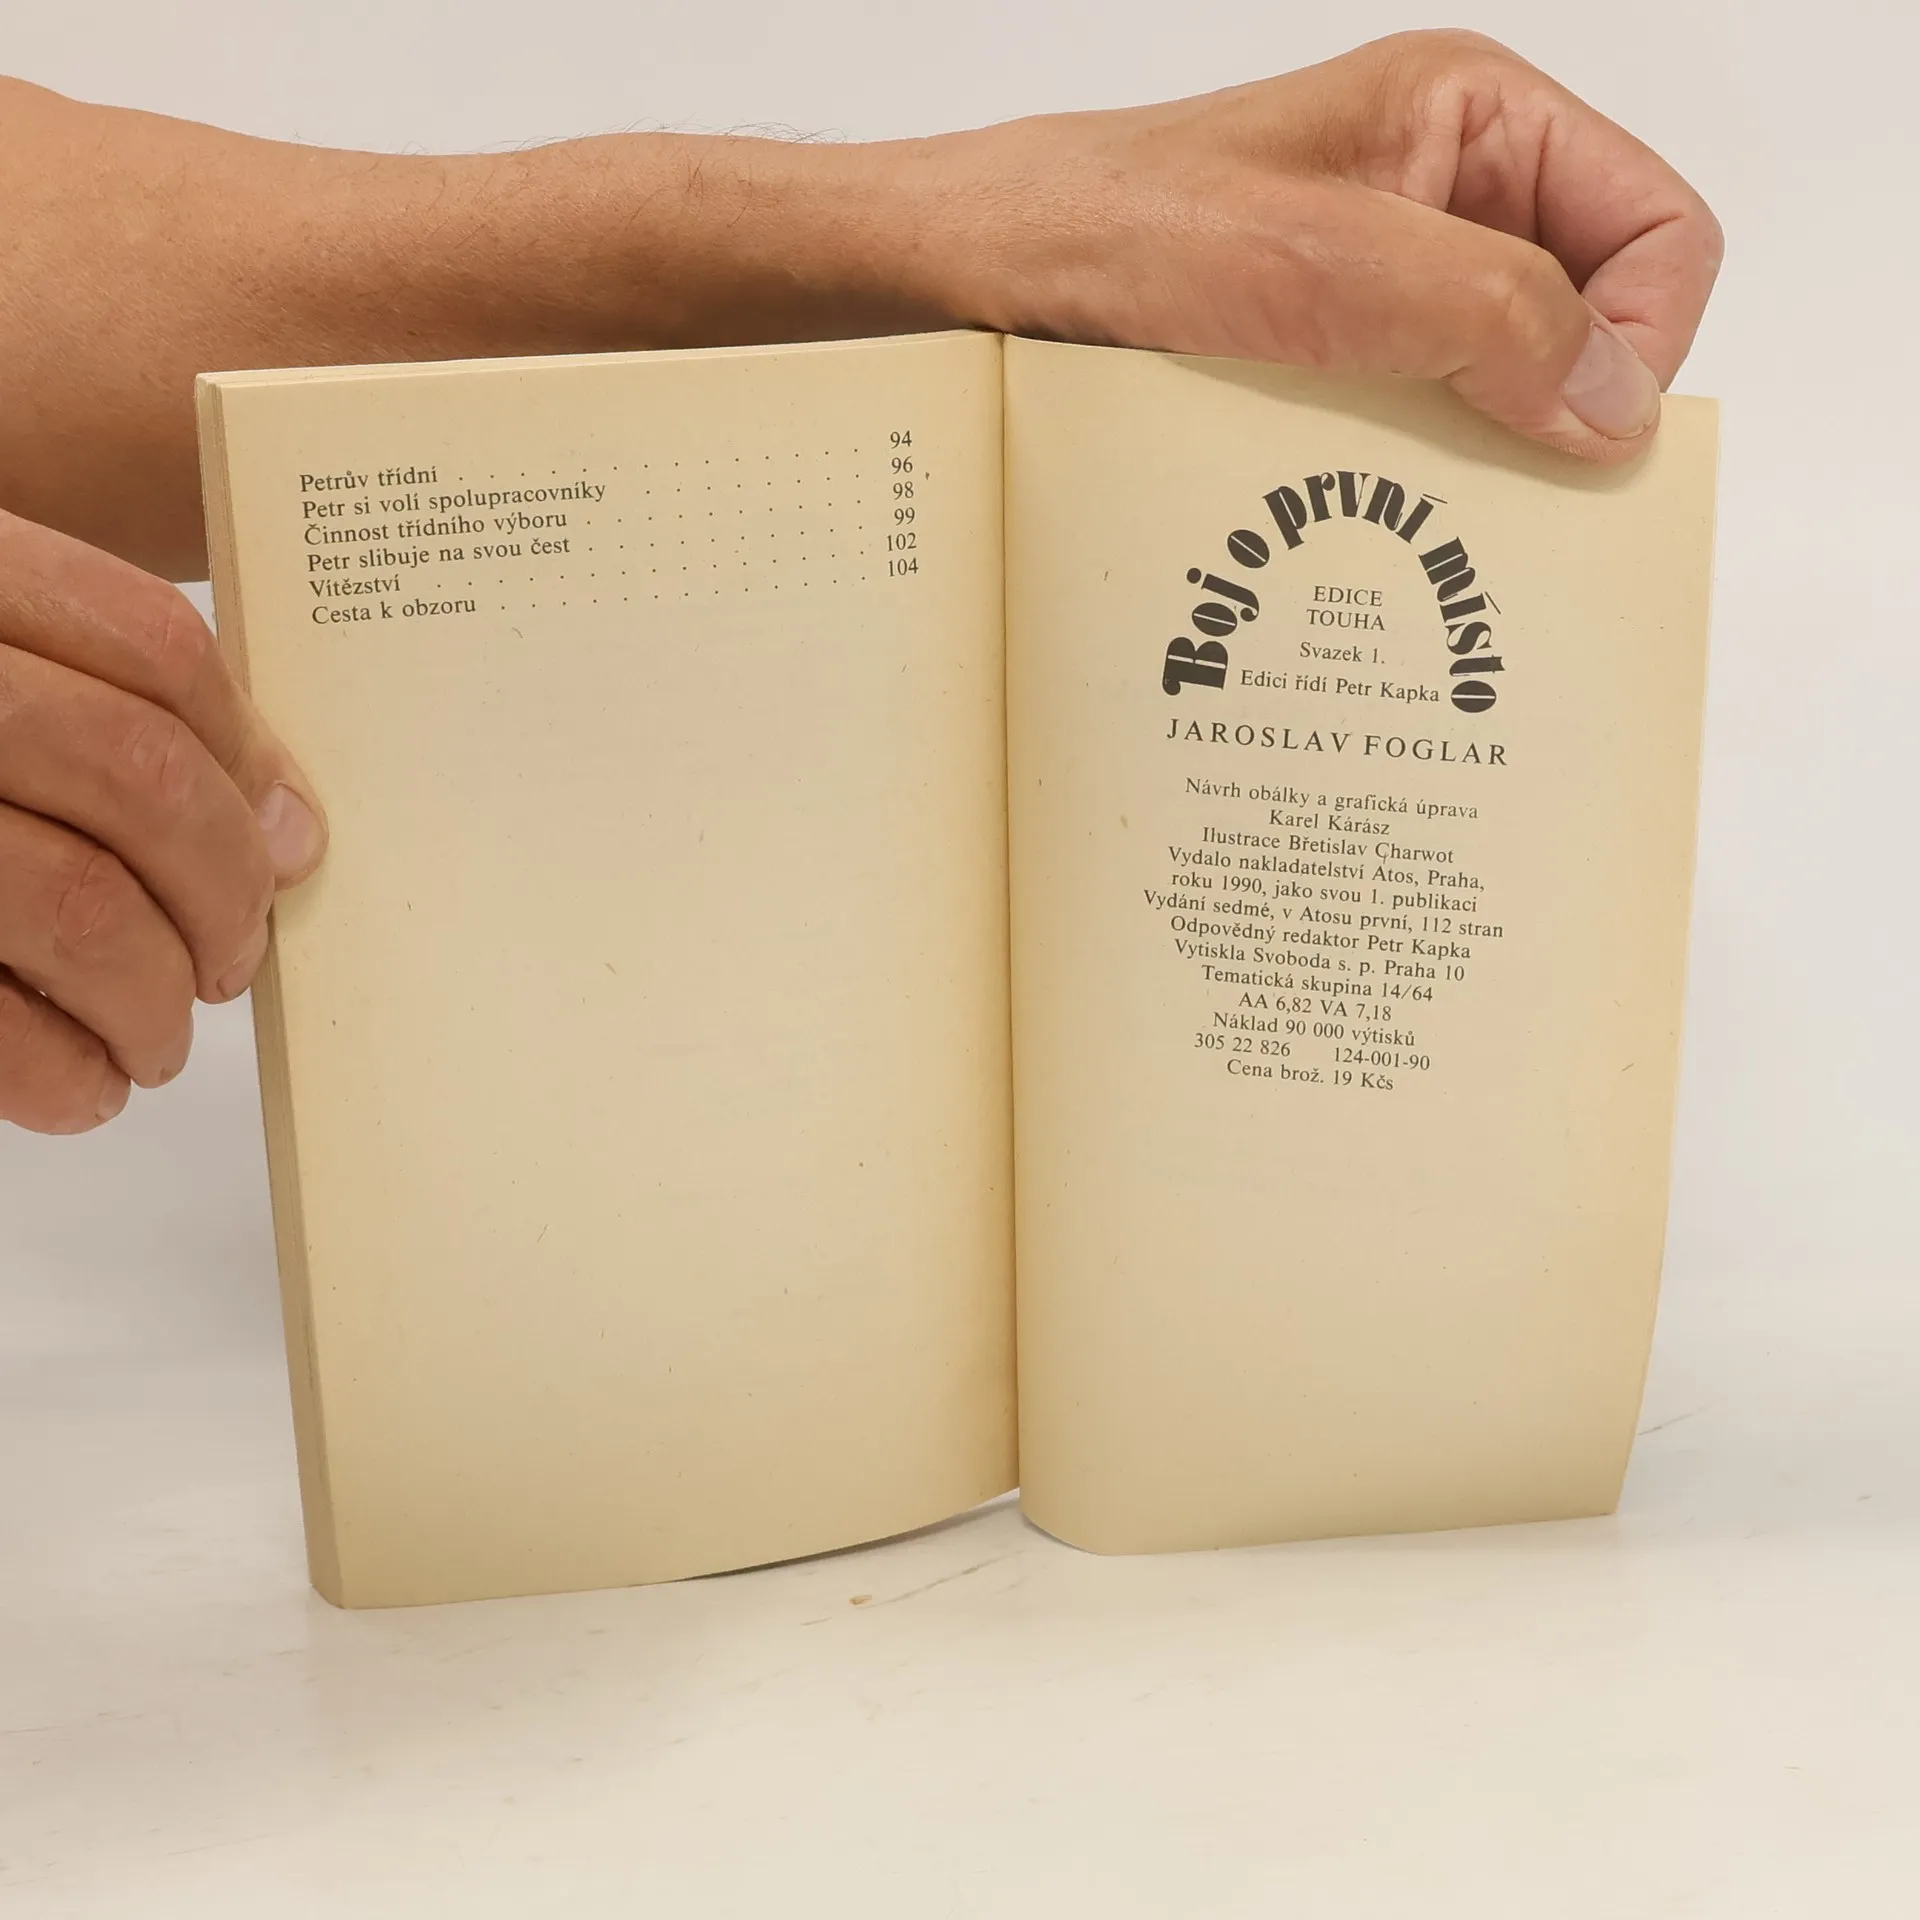 Petrův třídní . . . . . . . . . . . . . . 94
Petr si volí spolupracovníky . . . . . . . . 96
Činnost třídního výboru . . . . . . . . . . 98
Petr slibuje na svou čest . . . . . . . . . . 99
Vítězství . . . . . . . . . . . . . . . 102
Cesta k obzoru . . . . . . . . . . . . . 104
Boj o první místo
EDICE
TOUHA
Svazek 1.
Edici řídí Petr Kapka
JAROSLAV FOGLAR
Návrh obálky a grafická úprava
Karel Kárász
Ilustrace Břetislav Charwot
Vydalo nakladatelství Atos, Praha,
roku 1990, jako svou 1. publikaci
Vydání sedmé, v Atosu první, 112 stran
Odpovědný redaktor Petr Kapka
Vytiskla Svoboda s. p. Praha 10
Tematická skupina 14/64
AA 6,82 VA 7,18
Náklad 90 000 výtisků
305 22 826 124-001-90
Cena brož. 19 Kčs